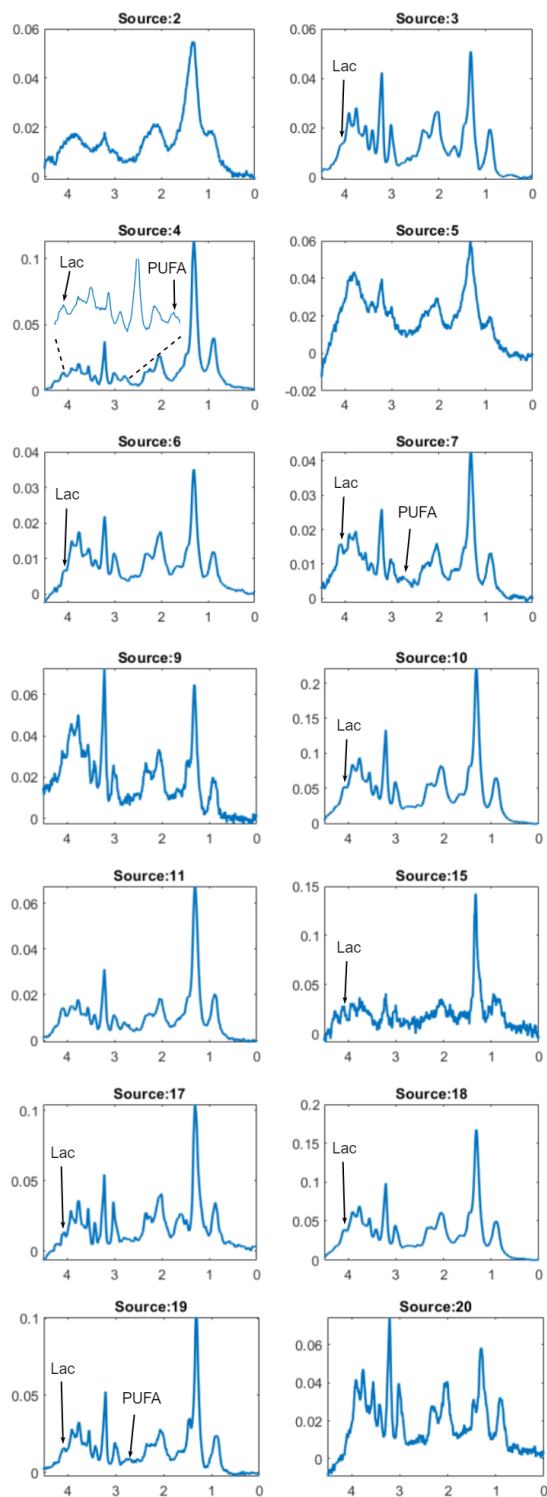 Source:2
0.06
0.04
0.02
0
4 3 2 1 0
Source:3
0.06
Lac
0.04
0.02
0
4 3 2 1 0
Source:4
0.1
Lac
PUFA
0.05
0
4 3 2 1 0
Source:5
0.06
0.04
0.02
0
-0.02
4 3 2 1 0
Source:6
0.04
0.03
Lac
0.02
0.01
0
4 3 2 1 0
Source:7
0.04
Lac
0.03
PUFA
0.02
0.01
0
4 3 2 1 0
Source:9
0.06
0.04
0.02
0
4 3 2 1 0
Source:10
0.2
0.15
Lac
0.1
0.05
0
4 3 2 1 0
Source:11
0.06
0.04
0.02
0
4 3 2 1 0
Source:15
0.15
0.1
Lac
0.05
0
4 3 2 1 0
Source:17
0.1
Lac
0.05
0
4 3 2 1 0
Source:18
0.2
0.15
Lac
0.1
0.05
0
4 3 2 1 0
Source:19
0.1
Lac
PUFA
0.05
0
4 3 2 1 0
Source:20
0.06
0.04
0.02
0
4 3 2 1 0